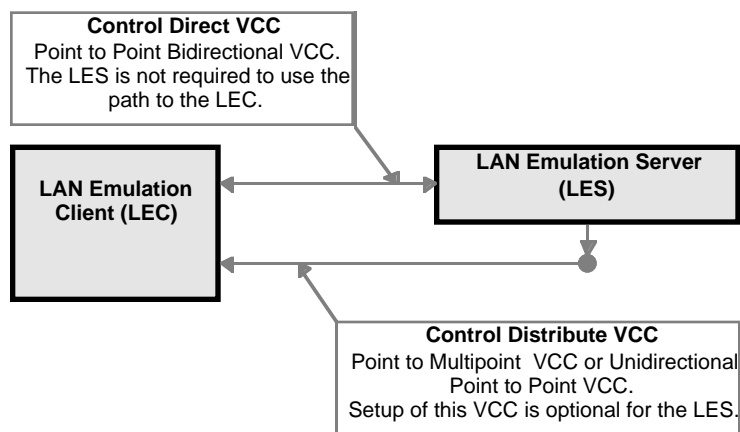 Control Direct VCC
Point to Point Bidirectional VCC.
The LES is not required to use the
path to the LEC.
LAN Emulation
Client (LEC)
LAN Emulation Server
(LES)
Control Distribute VCC
Point to Multipoint VCC or Unidirectional
Point to Point VCC.
Setup of this VCC is optional for the LES.